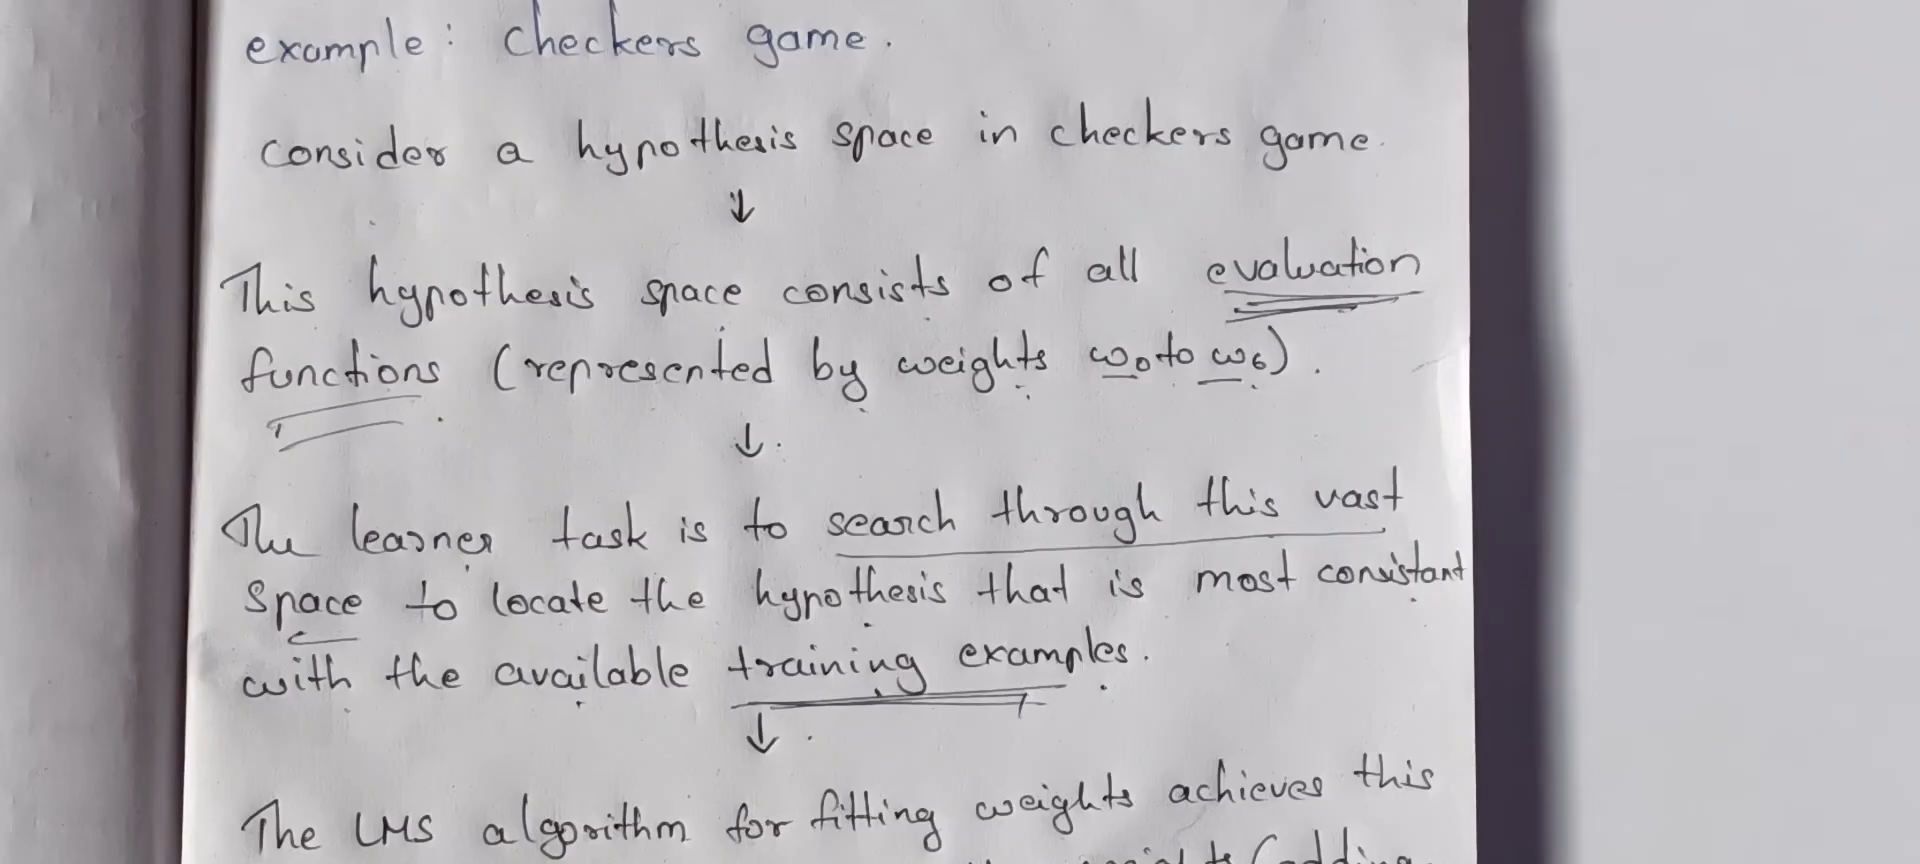 example: checkers game.
consider a hypothesis space in checkers game.
↓
This hypothesis space consists of all evaluation
functions (represented by weights w0 to w6).
↓
The learner task is to search through this vast
space to locate the hypothesis that is most consistant
with the available training examples.
↓
The LMS algorithm for fitting weights achieves this